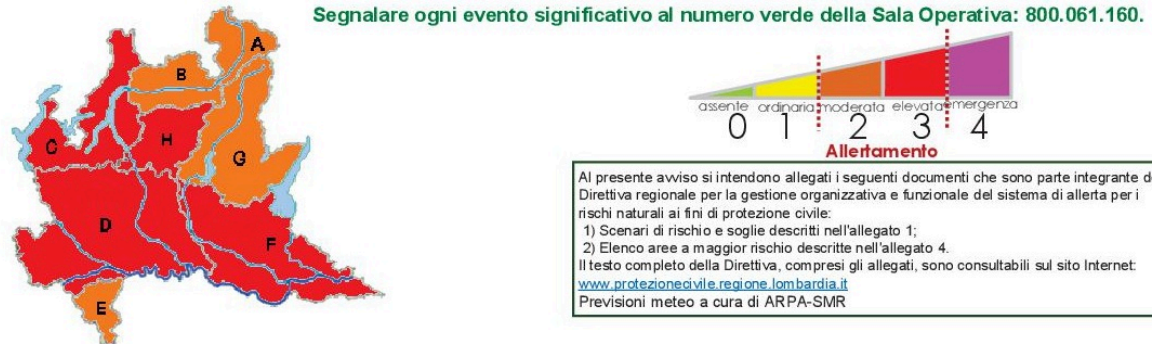 Segnalare ogni evento significativo al numero verde della Sala Operativa: 800.061.160.
A
B
C
H
G
D
F
E
assente ordinaria moderata elevata emergenza
0 1 2 3 4
Allertamento
Al presente avviso si intendono allegati i seguenti documenti che sono parte integrante de
Direttiva regionale per la gestione organizzativa e funzionale del sistema di allerta per i
rischi naturali ai fini di protezione civile:
1) Scenari di rischio e soglie descritti nell'allegato 1;
2) Elenco aree a maggior rischio descritte nell'allegato 4.
Il testo completo della Direttiva, compresi gli allegati, sono consultabili sul sito Internet:
www.protezionecivile.regione.lombardia.it
Previsioni meteo a cura di ARPA-SMR